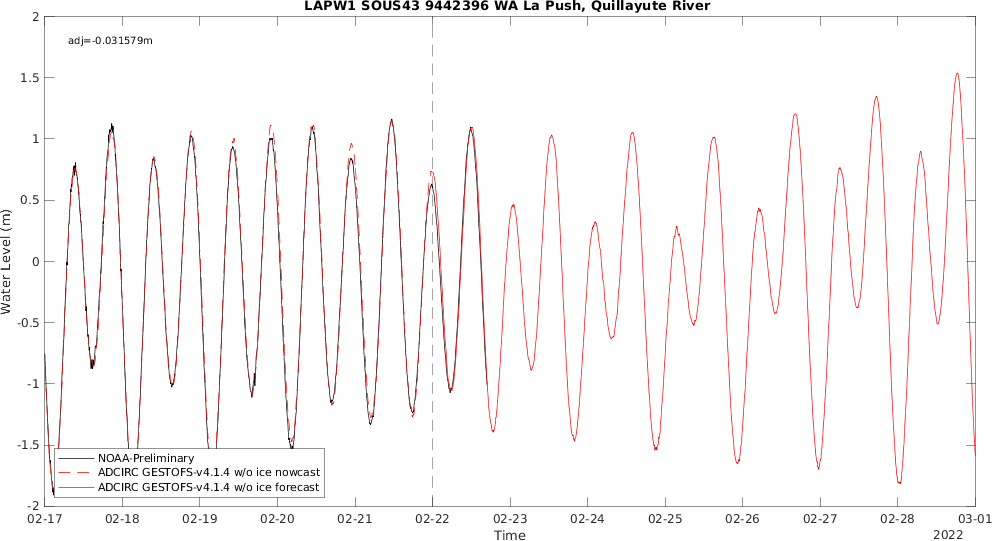 LAPW1 SOUS43 9442396 WA La Push, Quillayute River
adj=-0.031579m
2
1.5
1
0.5
0
-0.5
-1
-1.5
-2
Water Level (m)
NOAA-Preliminary
ADCIRC GESTOFS-v4.1.4 w/o ice nowcast
ADCIRC GESTOFS-v4.1.4 w/o ice forecast
02-17 02-18 02-19 02-20 02-21 02-22 02-23 02-24 02-25 02-26 02-27 02-28 03-01
Time
2022